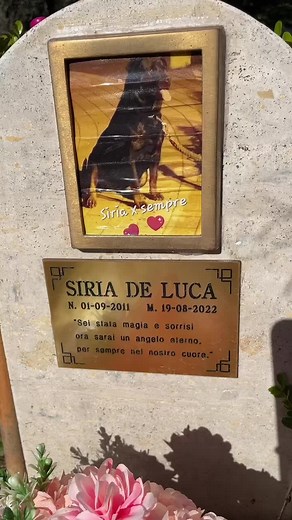 Siria x sempre
SIRIA DE LUCA
N. 01-09-2011 M. 19-08-2022
"Sei stata magia e sorrisi
ora sarai un angelo eterno,
per sempre nel nostro cuore."